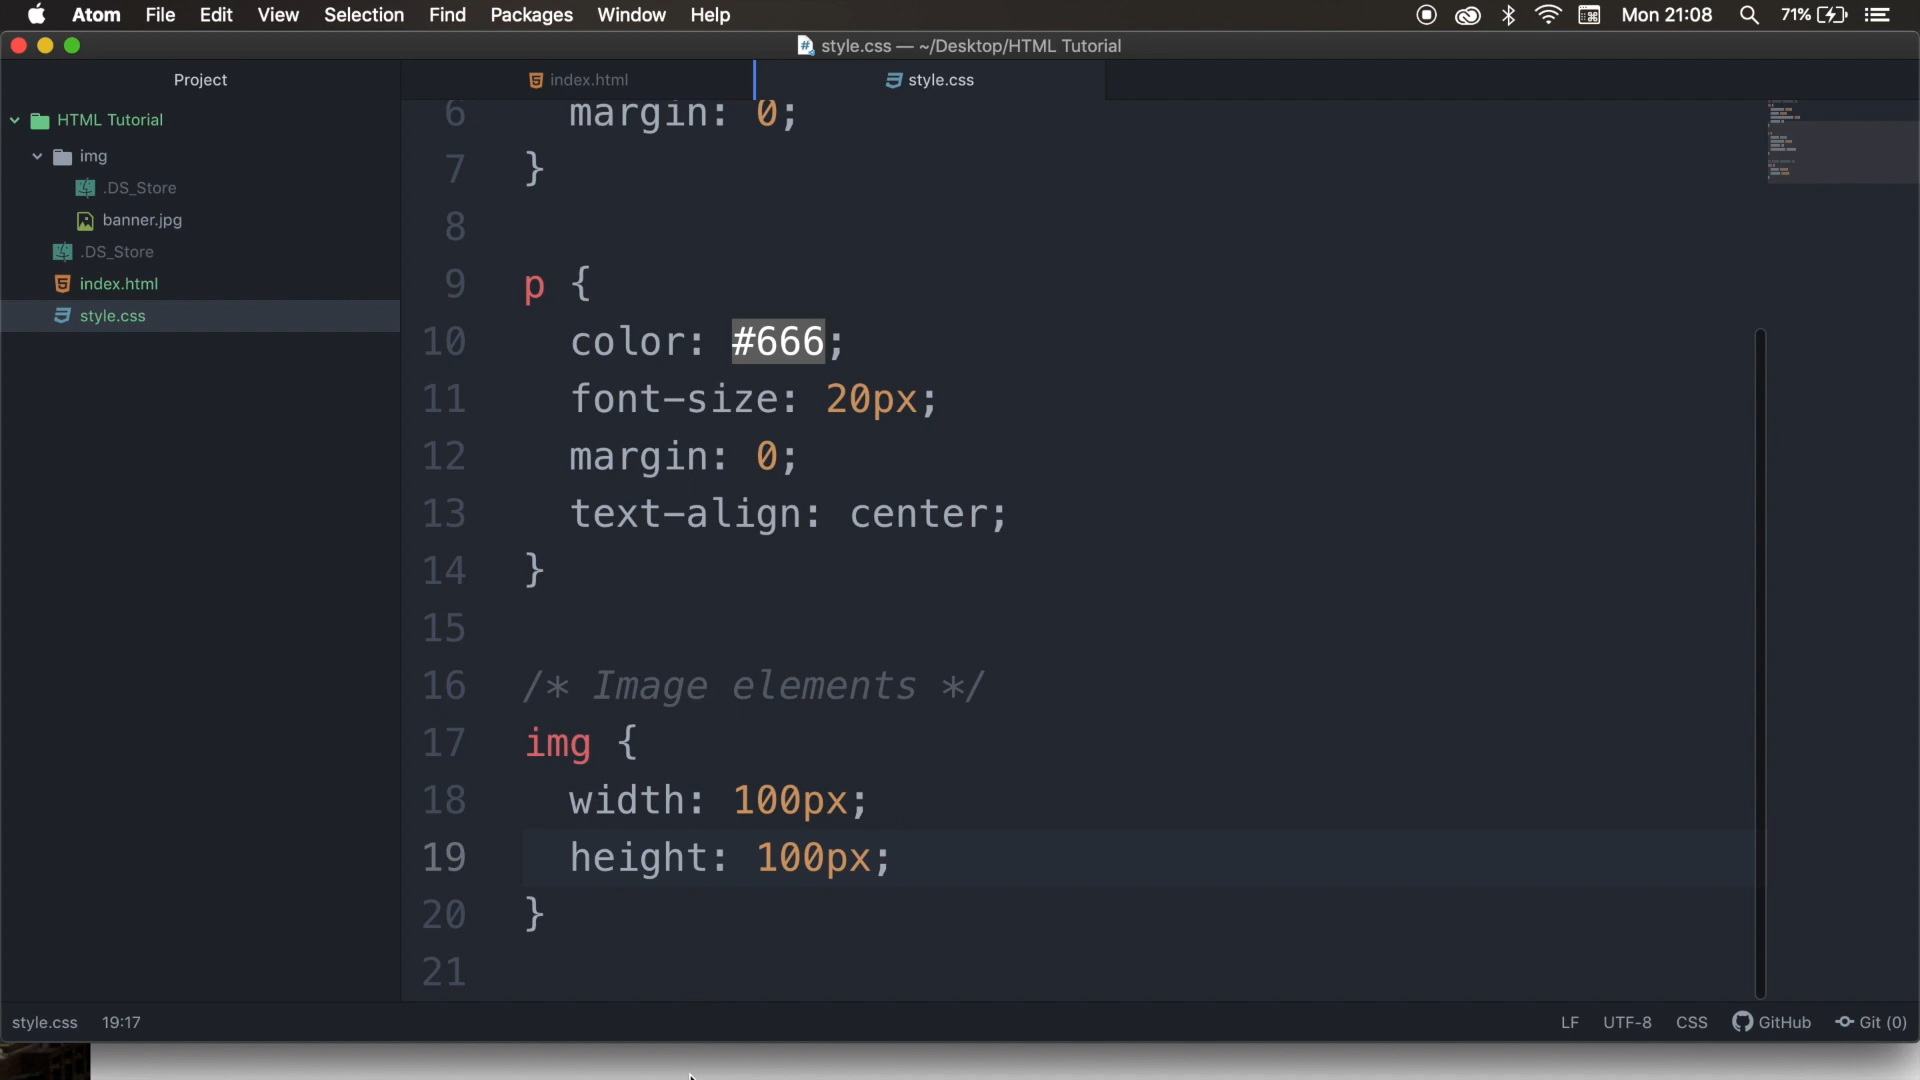 Atom File Edit View Selection Find Packages Window Help Mon 21:08 71%
style.css — ~/Desktop/HTML Tutorial
Project
index.html
style.css
HTML Tutorial
img
.DS_Store
banner.jpg
.DS_Store
index.html
style.css
6 margin: 0;
7 }
8
9 p {
10 color: #666;
11 font-size: 20px;
12 margin: 0;
13 text-align: center;
14 }
15
16 /* Image elements */
17 img {
18 width: 100px;
19 height: 100px;
20 }
21
style.css 19:17 LF UTF-8 CSS GitHub Git (0)